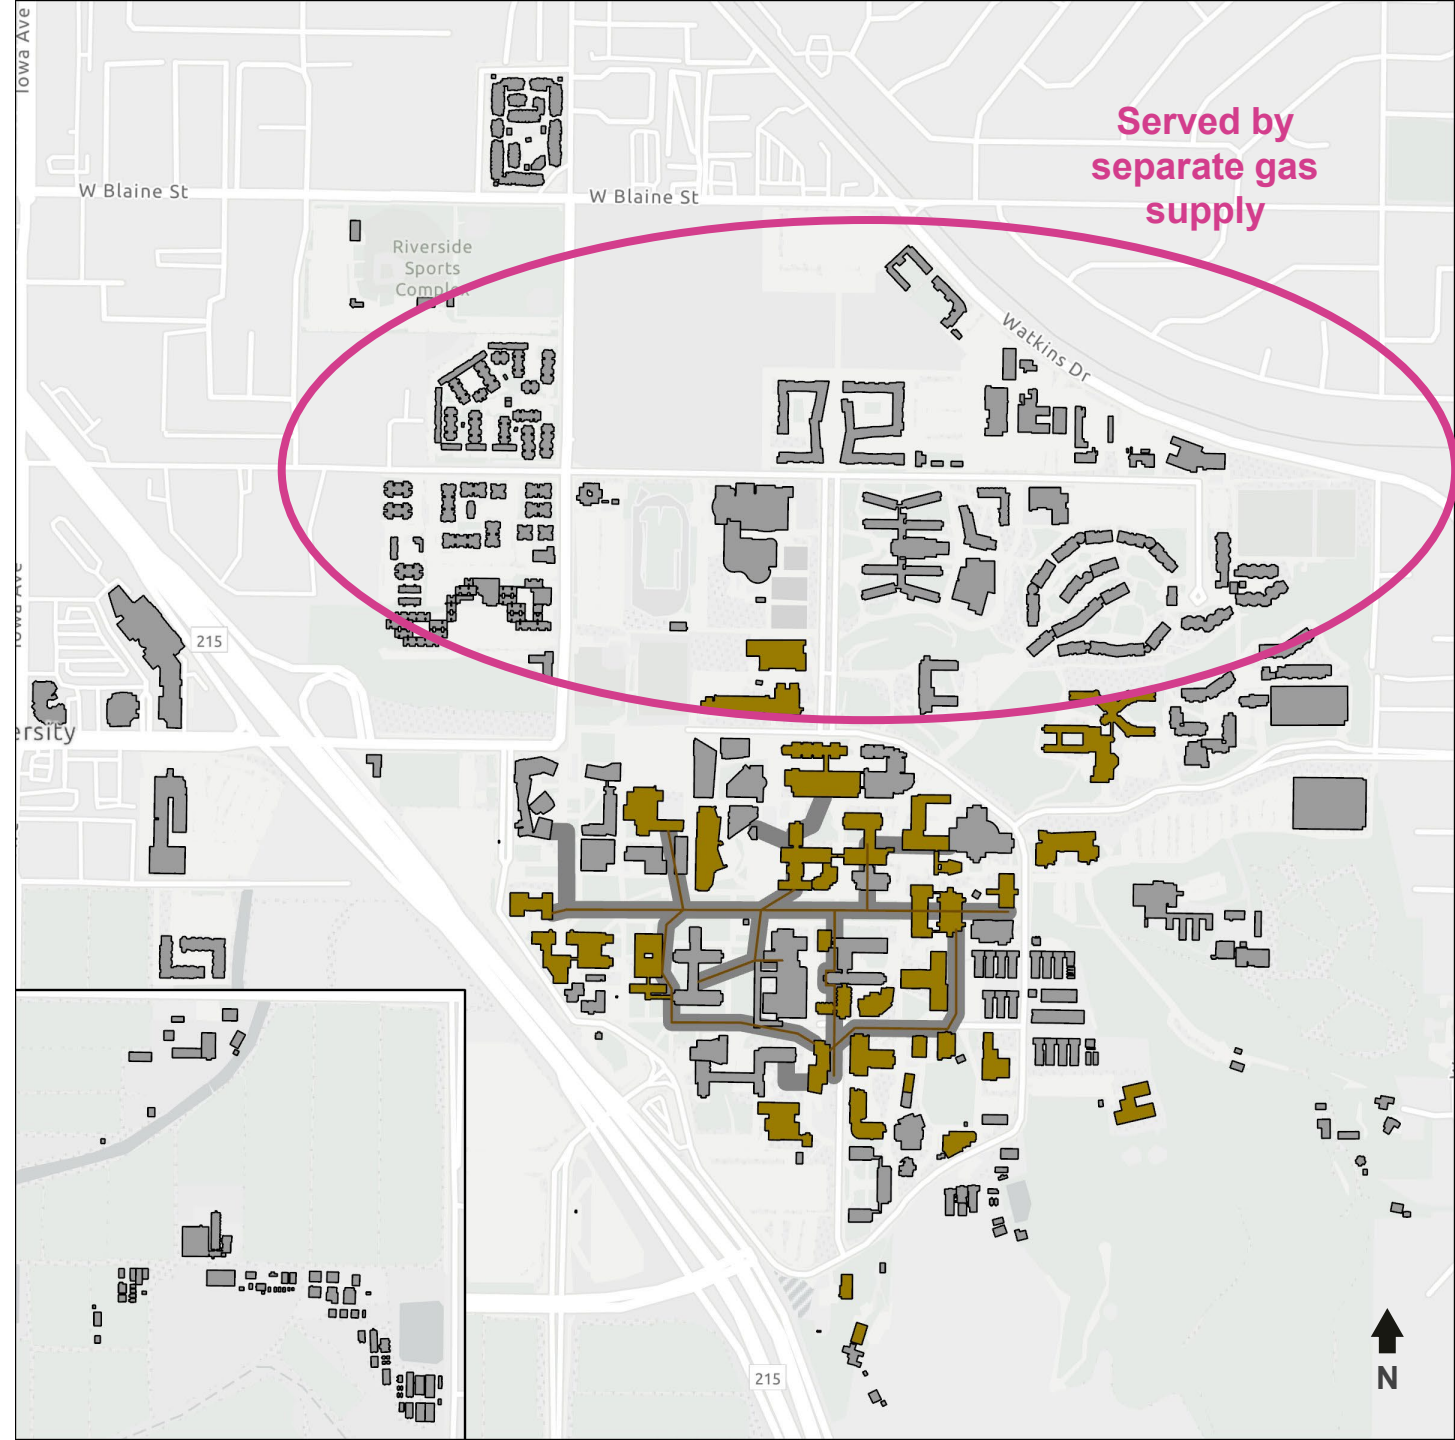 Iowa Ave
Served by
separate gas
supply
W Blaine St
W Blaine St
Riverside
Sports
Complex
Watkins Dr
Iowa Ave
215
ersity
215
N